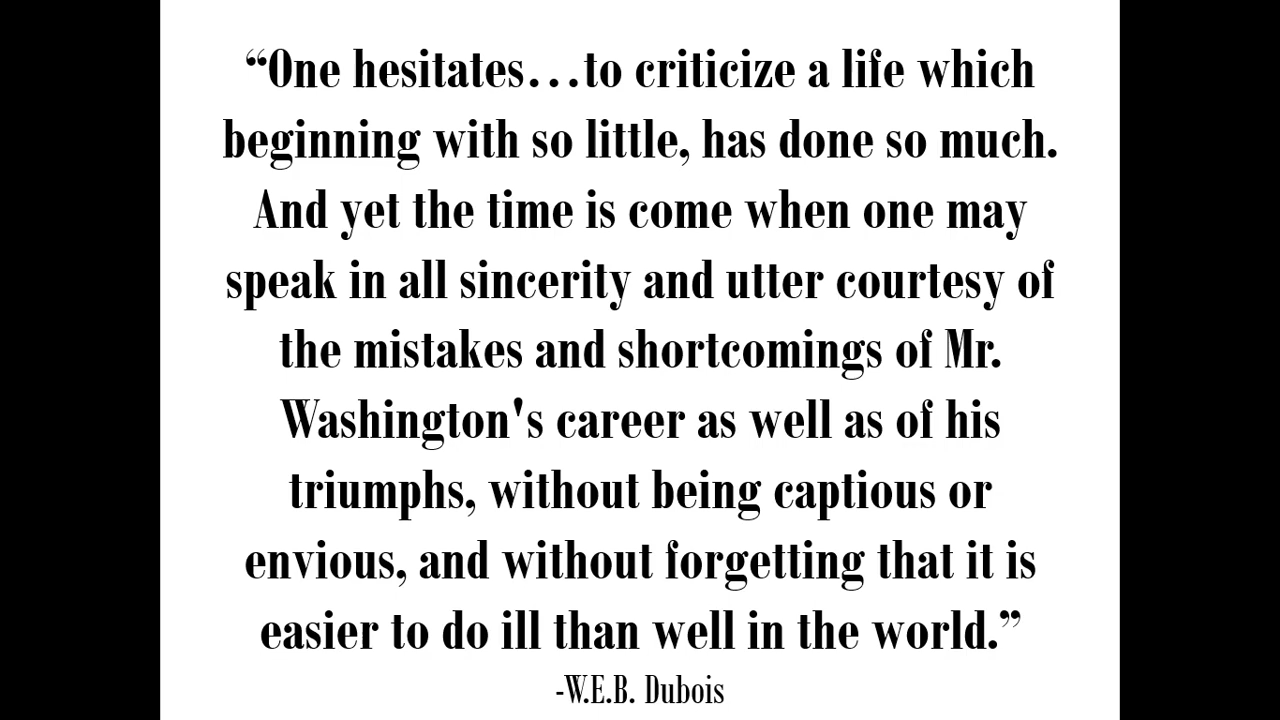 “One hesitates…to criticize a life which
beginning with so little, has done so much.
And yet the time is come when one may
speak in all sincerity and utter courtesy of
the mistakes and shortcomings of Mr.
Washington's career as well as of his
triumphs, without being captious or
envious, and without forgetting that it is
easier to do ill than well in the world.”
-W.E.B. Dubois